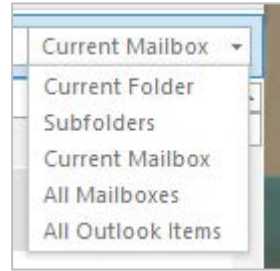 Current Mailbox
Current Folder
Subfolders
Current Mailbox
All Mailboxes
All Outlook Items